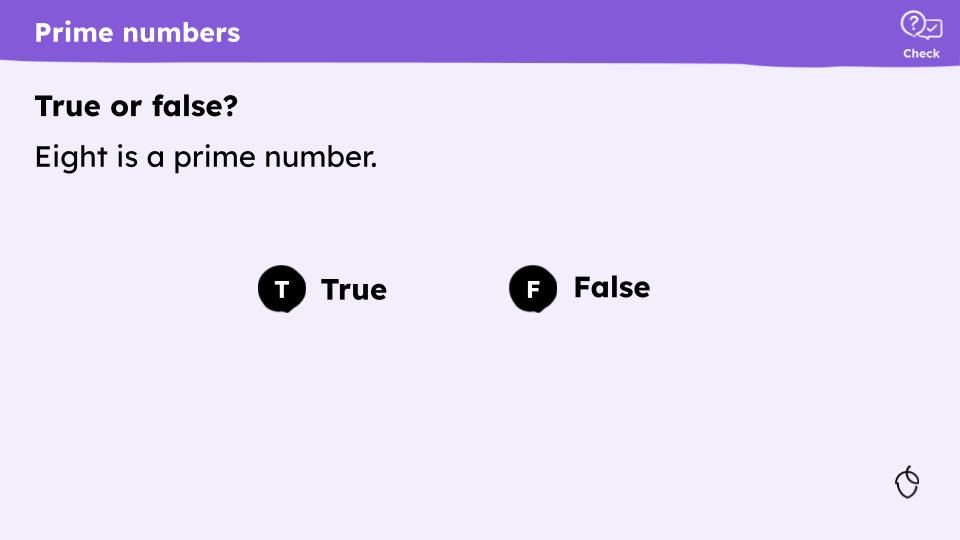 Prime numbers
?
Check
True or false?
Eight is a prime number.
T True
F False